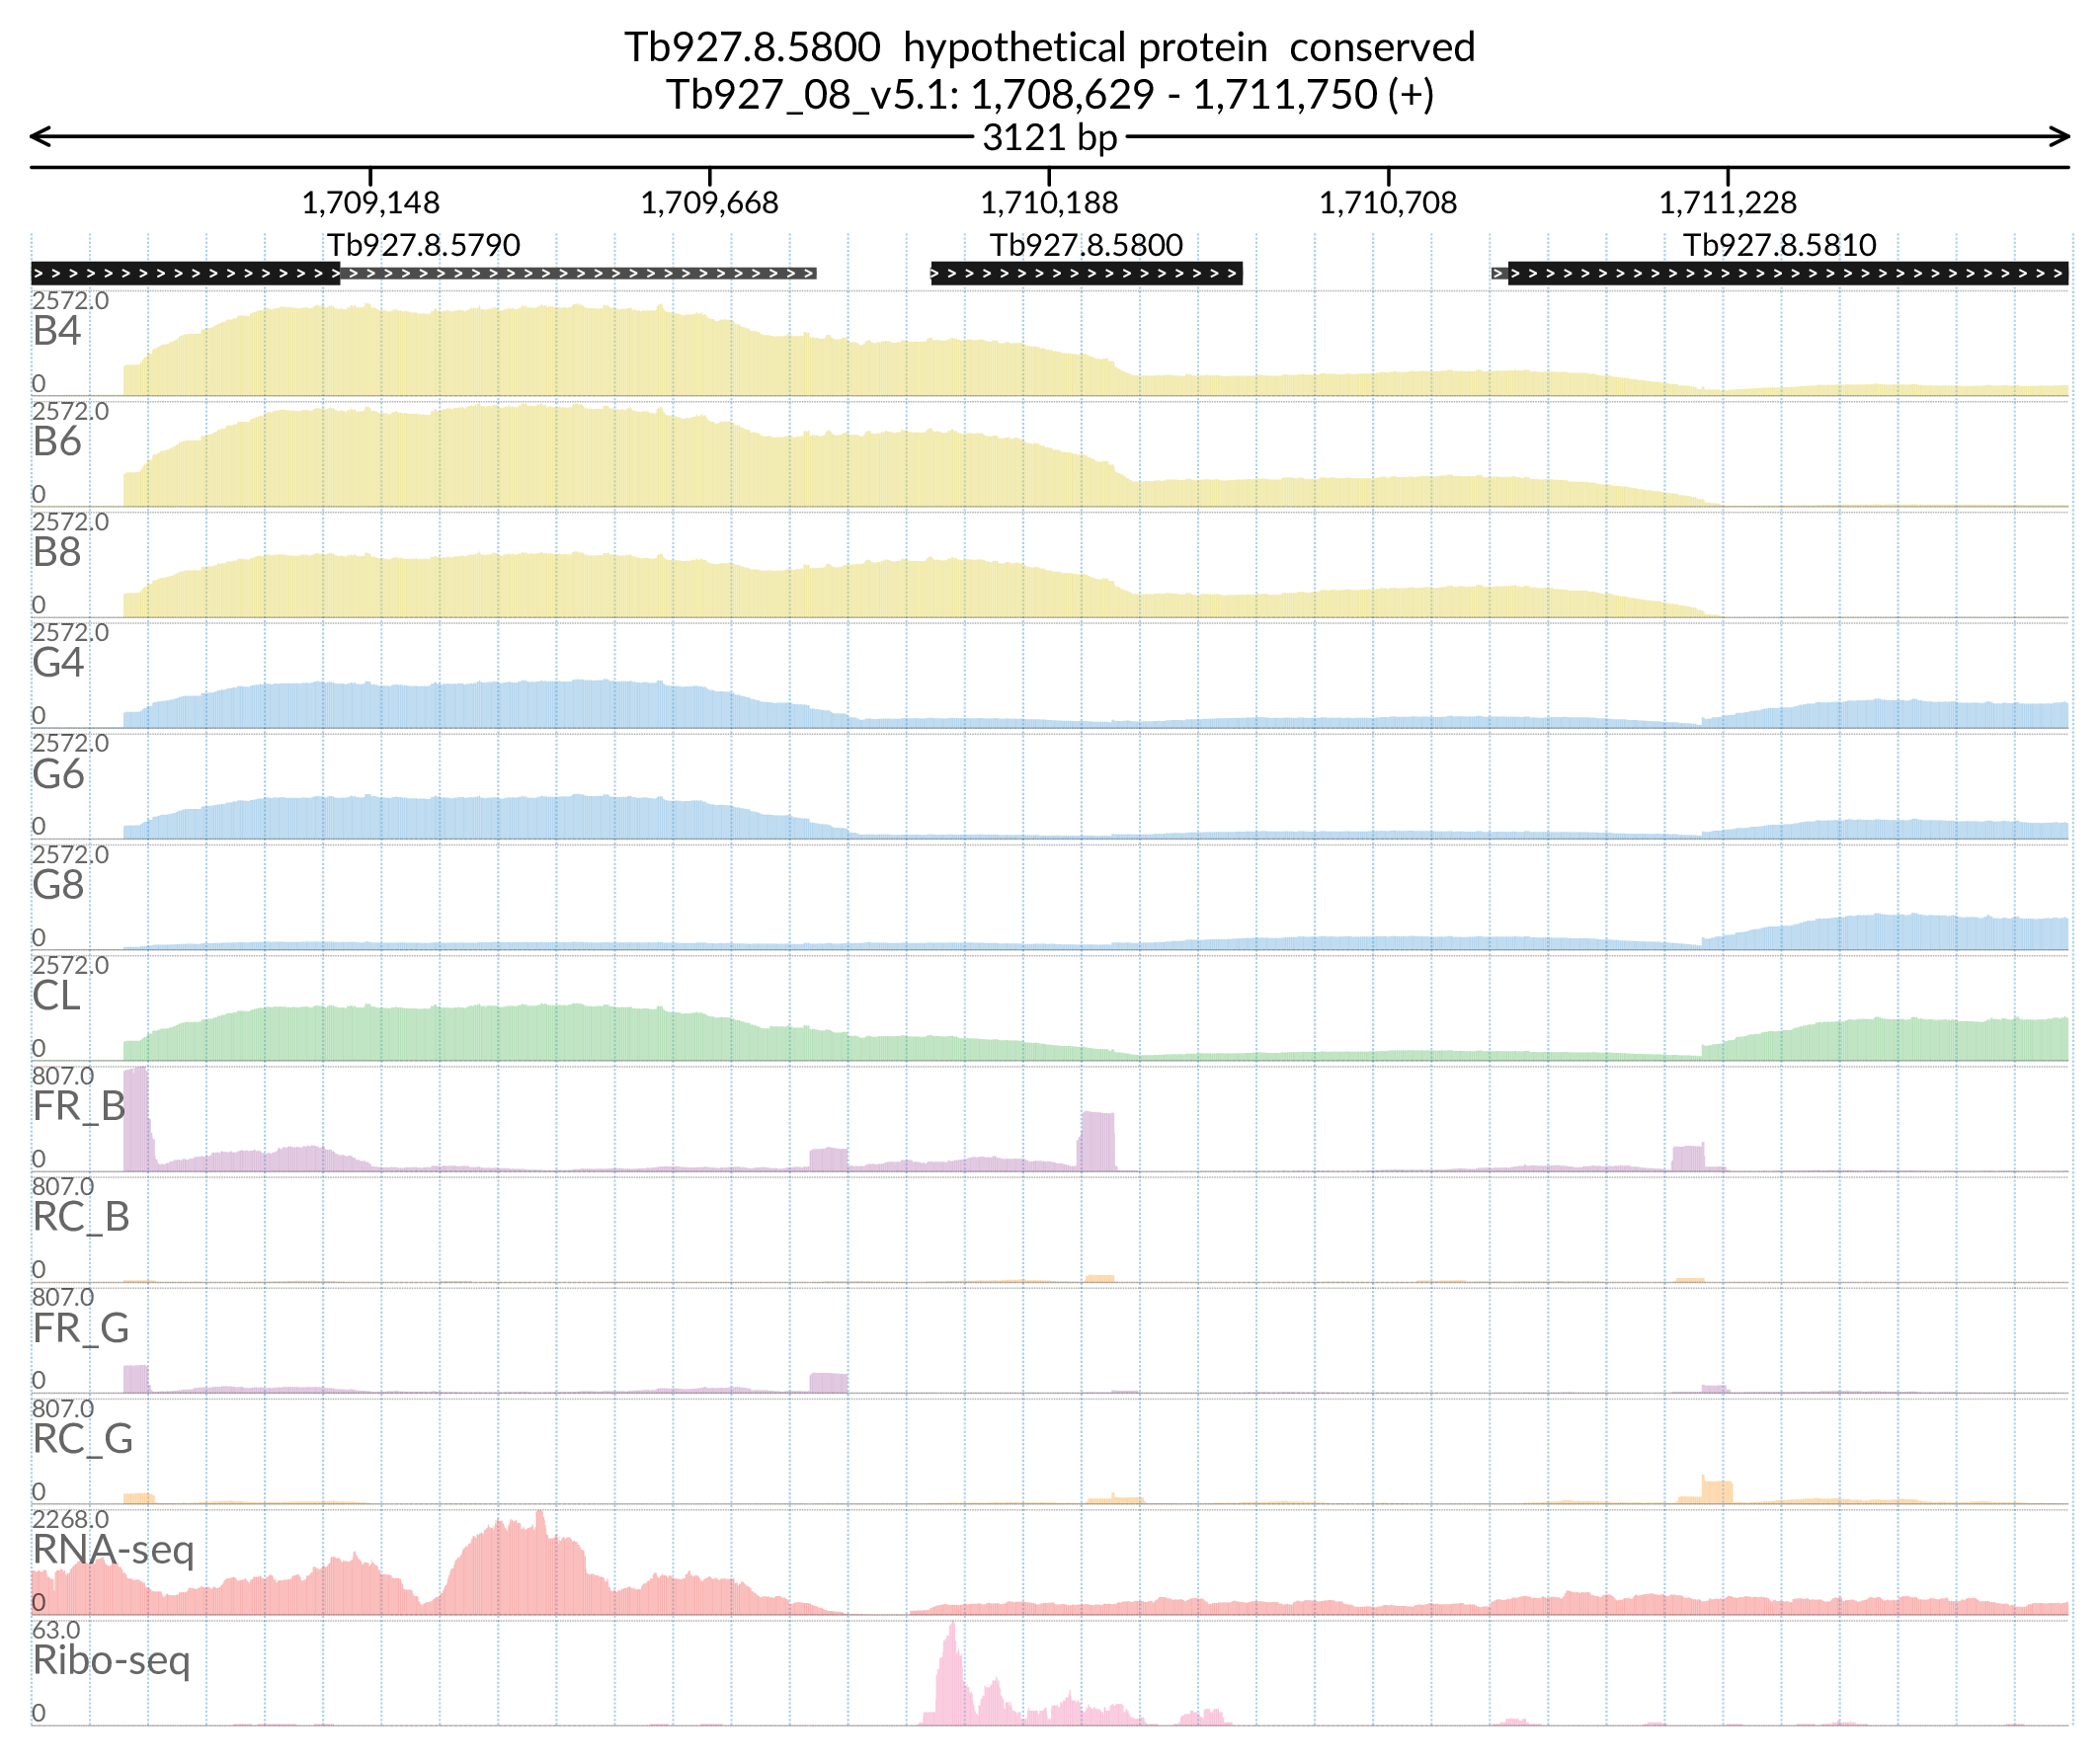 Tb927.8.5800 hypothetical protein conserved
Tb927_08_v5.1: 1,708,629 - 1,711,750 (+)
3121 bp
1,709,148 1,709,668 1,710,188 1,710,708 1,711,228
Tb927.8.5790 Tb927.8.5800 Tb927.8.5810
2572.0
B4
0
2572.0
B6
0
2572.0
B8
0
2572.0
G4
0
2572.0
G6
0
2572.0
G8
0
2572.0
CL
0
807.0
FR_B
0
807.0
RC_B
0
807.0
FR_G
0
807.0
RC_G
0
2268.0
RNA-seq
0
63.0
Ribo-seq
0